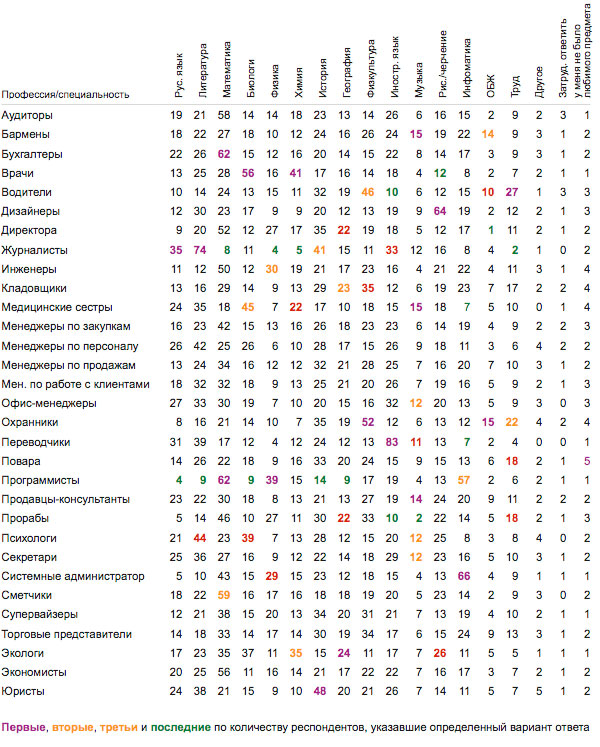 Профессия/специальность Рус. язык Литература Математика Биологи Физика Химия История География Физкультура Иностр. язык Музыка Рис./черчение Инфоматика ОБЖ Труд Другое Затруд. ответить у меня не было любимого предмета
Аудиторы 19 21 58 14 14 18 23 13 14 26 6 16 15 2 9 2 3 1
Бармены 18 22 27 18 10 12 24 16 26 24 15 19 22 14 9 3 1 2
Бухгалтеры 22 26 62 15 12 16 20 14 15 22 8 14 17 3 9 3 1 2
Врачи 13 25 28 56 16 41 17 16 19 18 4 12 8 2 7 2 1 1
Водители 10 14 24 13 15 11 32 19 46 10 6 12 15 10 27 1 3 3
Дизайнеры 12 30 23 17 9 9 20 12 13 19 9 64 19 2 12 2 1 3
Директора 9 20 52 12 27 17 35 22 19 18 5 12 17 1 11 2 1 2
Журналисты 35 74 8 11 4 5 41 15 11 33 12 16 8 4 2 1 0 2
Инженеры 11 12 50 12 30 19 21 17 23 16 4 21 22 4 11 3 1 4
Кладовщики 13 16 29 14 9 13 29 23 35 12 6 19 23 7 17 2 2 4
Медицинские сестры 24 35 18 45 7 22 17 10 18 15 15 18 7 5 10 0 1 4
Менеджеры по закупкам 16 23 42 15 13 16 26 18 23 23 6 14 19 4 9 2 2 3
Менеджеры по персоналу 26 42 25 26 6 10 28 17 15 26 9 18 11 3 6 4 2 2
Менеджеры по продажам 13 24 34 16 12 12 32 21 28 25 7 16 20 7 10 3 1 2
Мен. по работе с клиентами 18 32 32 18 9 13 25 21 20 26 7 19 16 5 9 2 1 3
Офис-менеджеры 27 33 30 19 7 10 20 15 16 32 12 20 13 5 9 3 0 3
Охранники 8 16 21 14 10 7 35 19 52 18 6 13 12 15 22 4 2 4
Переводчики 31 39 17 12 4 12 24 12 13 83 11 13 7 2 4 0 0 1
Повара 14 26 22 18 9 16 33 20 24 15 9 15 13 6 18 2 1 5
Программисты 4 9 62 9 39 15 14 9 17 19 4 13 57 2 6 2 1 1
Продавцы-консультанты 23 22 30 18 8 13 21 13 27 19 14 24 20 9 11 2 2 2
Прорабы 5 14 46 10 27 11 30 22 33 10 2 22 14 5 18 2 1 3
Психологи 21 44 23 39 7 13 28 12 15 20 12 25 8 3 8 4 0 2
Секретари 25 36 27 16 9 12 22 14 18 29 12 23 16 5 10 3 1 2
Системные администратор 5 10 43 15 29 15 23 12 18 15 4 13 66 4 9 1 1 1
Сметчики 18 22 59 16 17 16 18 18 19 20 5 23 14 2 9 3 0 2
Супервайзеры 12 21 38 15 20 13 34 20 31 21 7 13 19 4 10 2 1 1
Торговые представители 14 18 33 14 17 14 30 19 34 17 6 15 24 9 13 3 1 2
Экологи 17 23 35 37 11 35 15 24 11 17 7 26 15 5 5 1 1 1
Экономисты 20 25 56 11 16 14 21 17 22 22 7 16 17 3 7 2 1 2
Юристы 24 38 21 15 9 10 48 20 21 26 7 14 11 5 7 5 1 2
Первые, вторые, третьи и последние по количеству респондентов, указавшие определенный вариант ответа